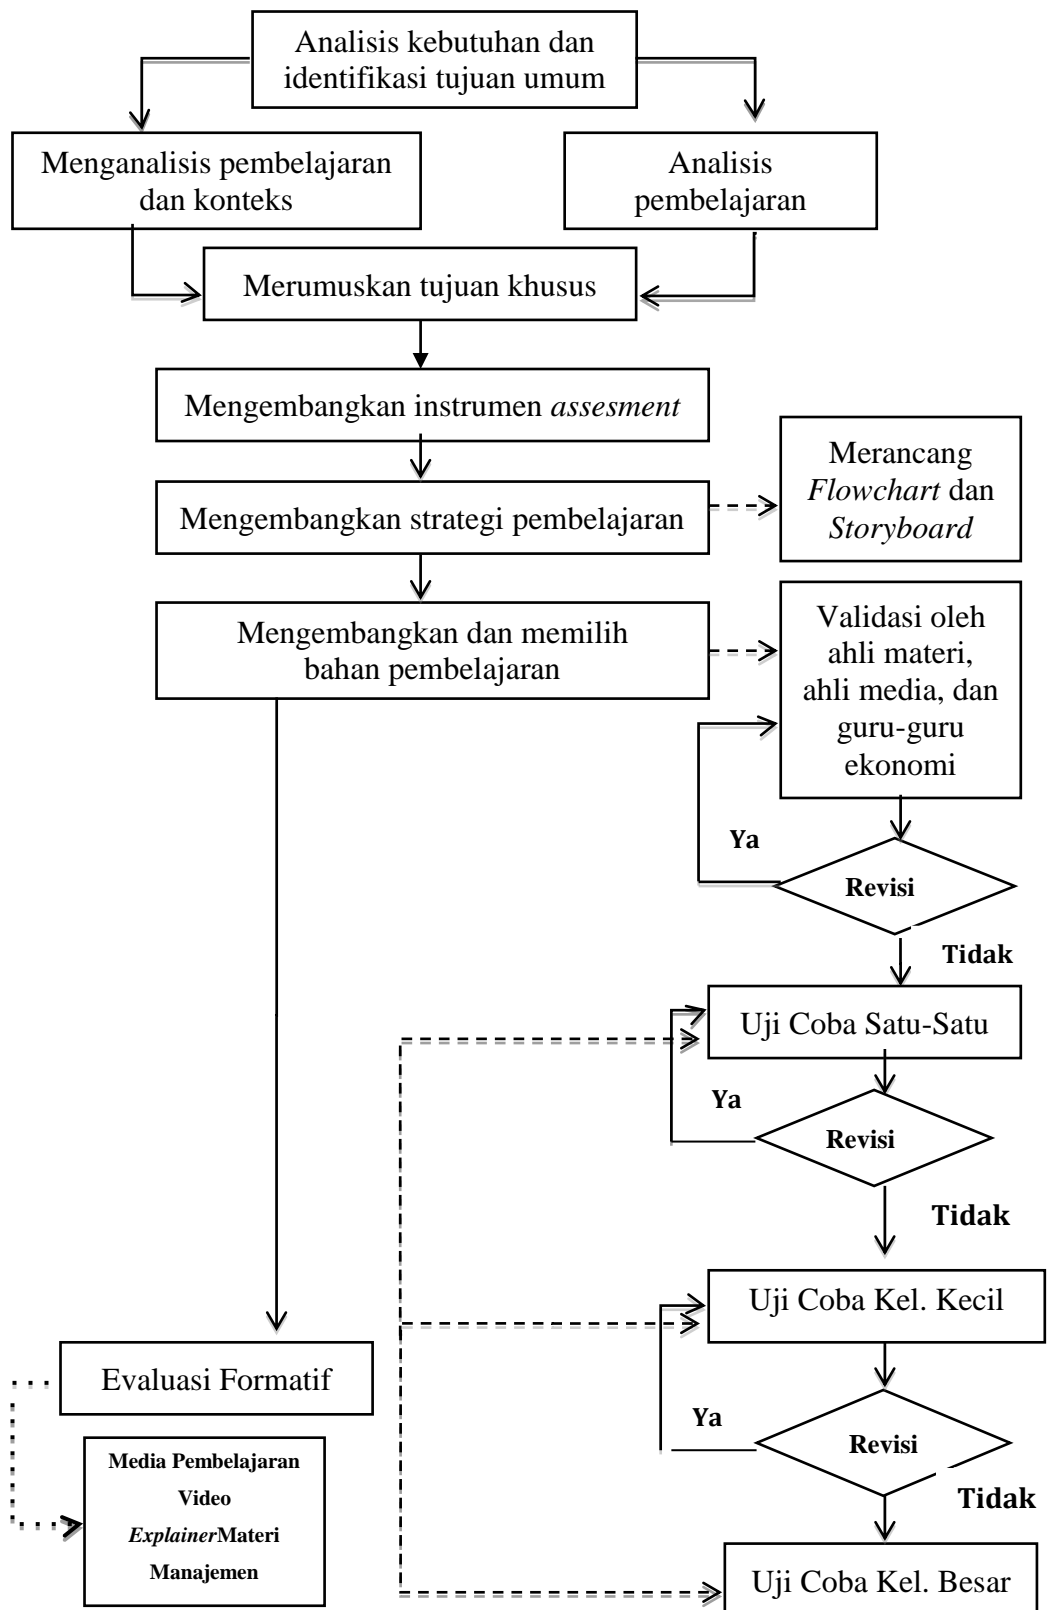 Analisis kebutuhan dan
identifikasi tujuan umum
Menganalisis pembelajaran
dan konteks
Analisis
pembelajaran
Merumuskan tujuan khusus
Mengembangkan instrumen assesment
Mengembangkan strategi pembelajaran
Merancang
Flowchart dan
Storyboard
Mengembangkan dan memilih
bahan pembelajaran
Validasi oleh
ahli materi,
ahli media, dan
guru-guru
ekonomi
Ya
Revisi
Tidak
Uji Coba Satu-Satu
Ya
Revisi
Tidak
Uji Coba Kel. Kecil
Evaluasi Formatif
Ya
Revisi
Tidak
Media Pembelajaran
Video
ExplainerMateri
Manajemen
Uji Coba Kel. Besar